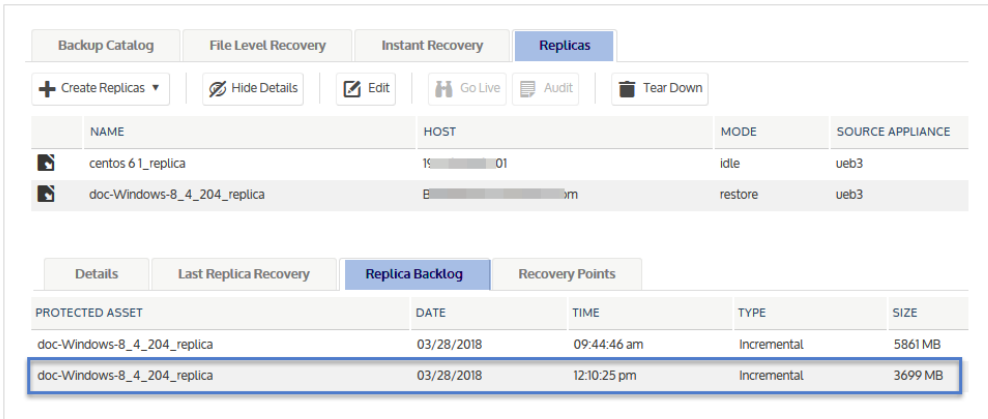 Backup Catalog File Level Recovery Instant Recovery Replicas
Create Replicas Hide Details Edit Go Live Audit Tear Down
NAME HOST MODE SOURCE APPLIANCE
centos 6 1_replica 19 01 idle ueb3
doc-Windows-8_4_204_replica B om restore ueb3
Details Last Replica Recovery Replica Backlog Recovery Points
PROTECTED ASSET DATE TIME TYPE SIZE
doc-Windows-8_4_204_replica 03/28/2018 09:44:46 am Incremental 5861 MB
doc-Windows-8_4_204_replica 03/28/2018 12:10:25 pm Incremental 3699 MB